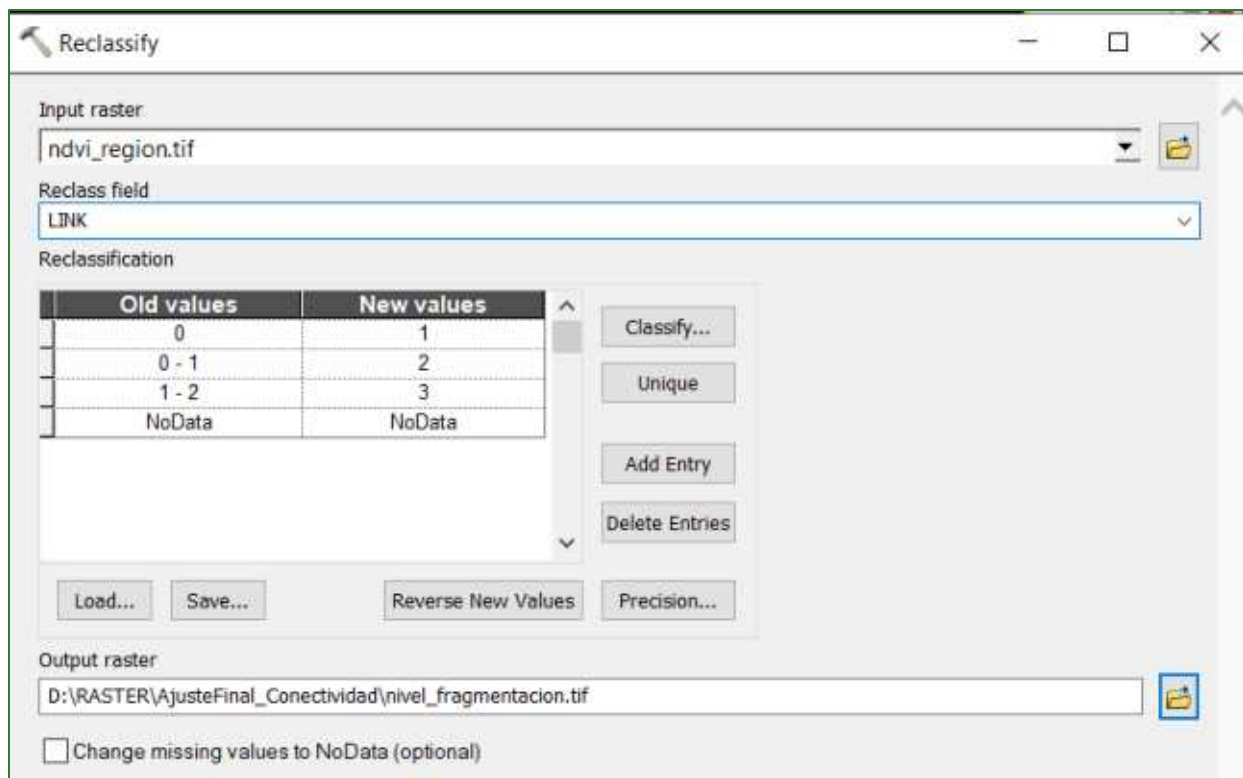 Reclassify
Input raster
ndvi_region.tif
Reclass field
LINK
Reclassification
Old values New values
0 1
0 - 1 2
1 - 2 3
NoData NoData
Classify...
Unique
Add Entry
Delete Entries
Load... Save... Reverse New Values Precision...
Output raster
D:\RASTER\AjusteFinal_Conectividad\nivel_fragmentacion.tif
Change missing values to NoData (optional)